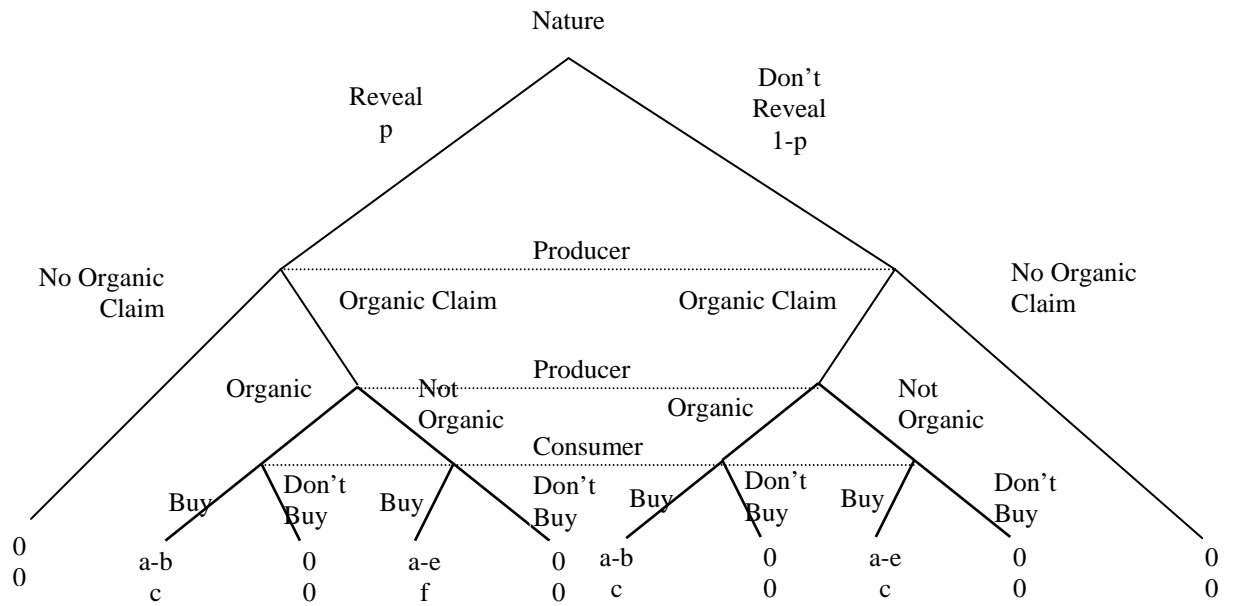 Nature
Reveal
p
Don't
Reveal
1-p
Producer
No Organic
Claim
No Organic
Claim
Organic Claim
Organic Claim
Producer
Organic
Not
Organic
Organic
Not
Organic
Consumer
Buy
Don't
Buy
Buy
Don't
Buy
Buy
Don't
Buy
Buy
Don't
Buy
0
0
a-b
c
0
0
a-e
f
0
0
a-b
c
0
0
a-e
c
0
0
0
0